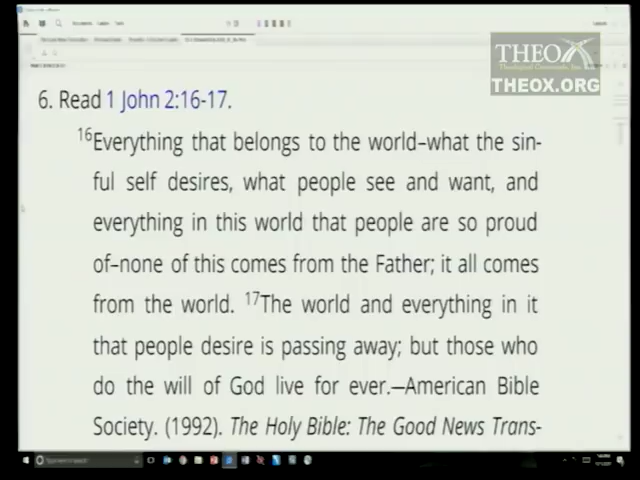 THEOX
THEOX.ORG
6. Read 1 John 2:16-17.
16Everything that belongs to the world–what the sin-
ful self desires, what people see and want, and
everything in this world that people are so proud
of–none of this comes from the Father; it all comes
from the world. 17The world and everything in it
that people desire is passing away; but those who
do the will of God live for ever.—American Bible
Society. (1992). The Holy Bible: The Good News Trans-